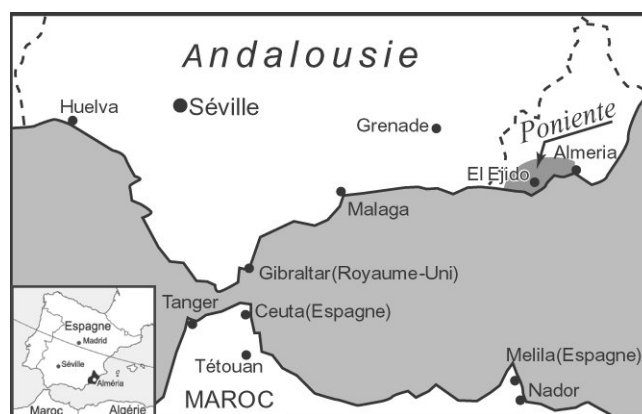 Andalousie
Huelva
Séville
Grenade
Poniente
Almeria
El Ejido
Malaga
Gibraltar(Royaume-Uni)
Tanger
Ceuta(Espagne)
Tétouan
MAROC
Melila(Espagne)
Nador
Espagne
Madrid
Séville
Alméria
Maroc
Algérie